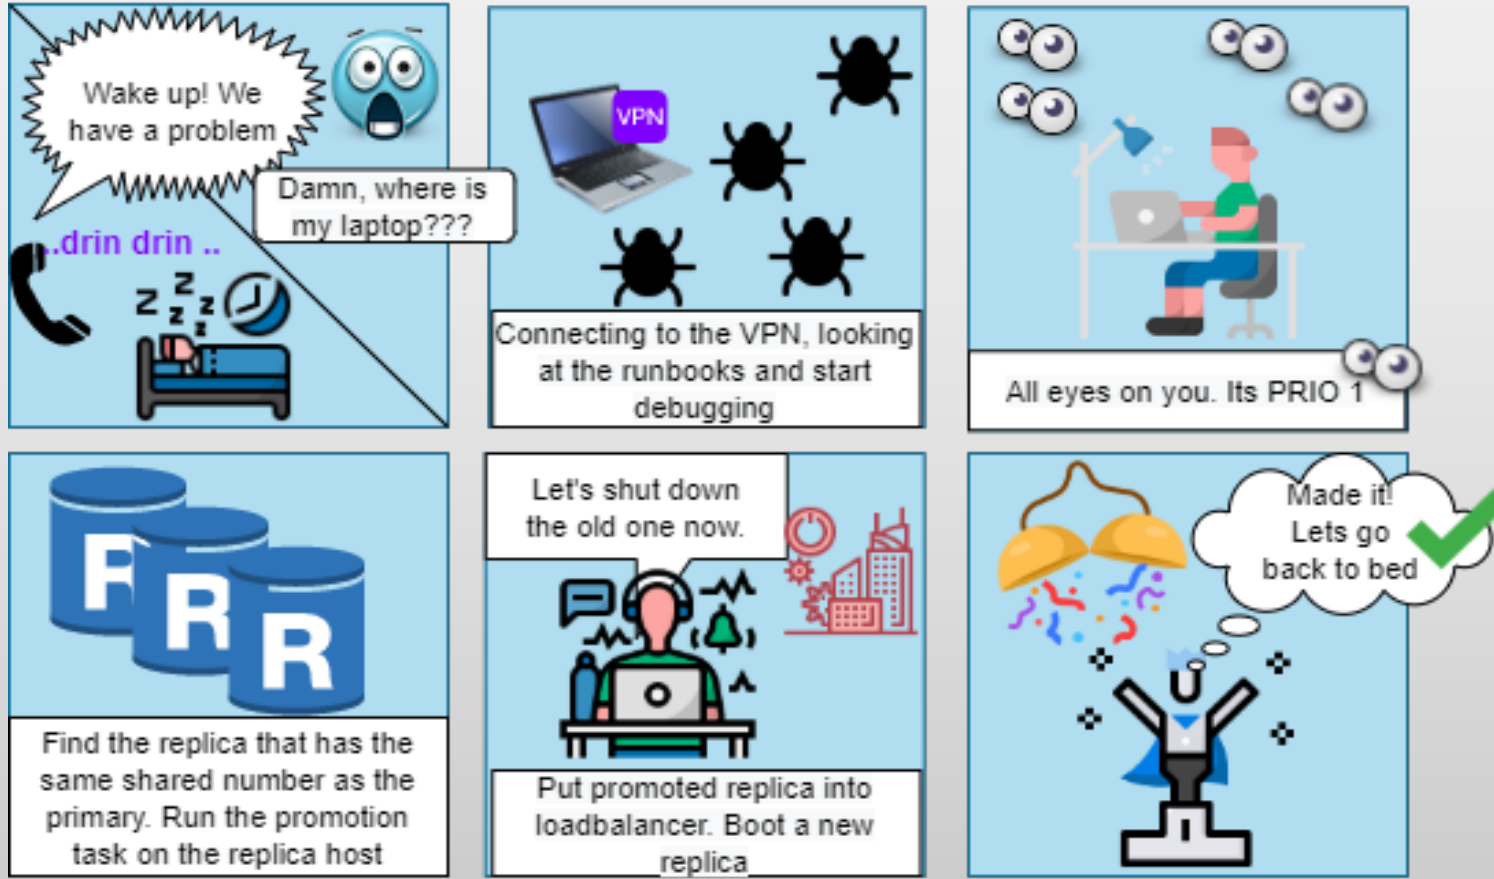 Wake up! We
have a problem
Damn, where is
my laptop???
..drin drin ..
Z Z Z Z Z
VPN
Connecting to the VPN, looking
at the runbooks and start
debugging
All eyes on you. Its PRIO 1
R R R
Find the replica that has the
same shared number as the
primary. Run the promotion
task on the replica host
Let's shut down
the old one now.
Put promoted replica into
loadbalancer. Boot a new
replica
Made it!
Lets go
back to bed